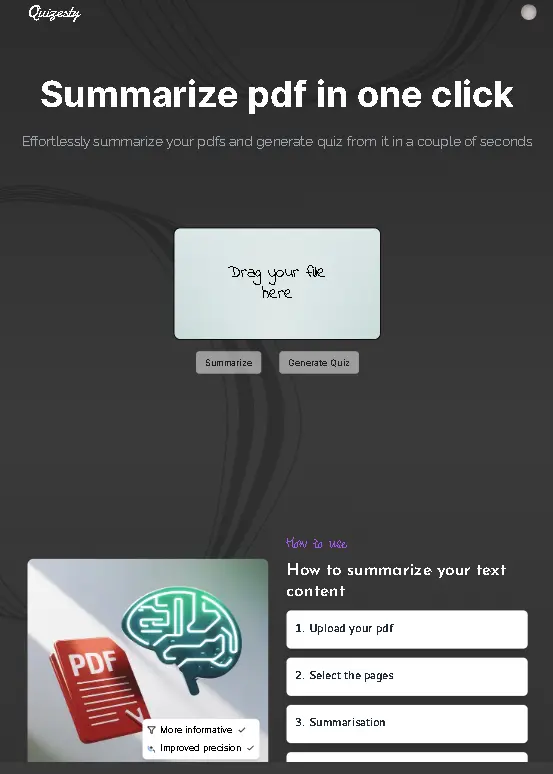 Quizesty
Summarize pdf in one click
Effortlessly summarize your pdfs and generate quiz from it in a couple of seconds
Drag your file
here
Summarize
Generate Quiz
How to use
How to summarize your text
content
1. Upload your pdf
2. Select the pages
3. Summarisation
PDF
More informative
Improved precision